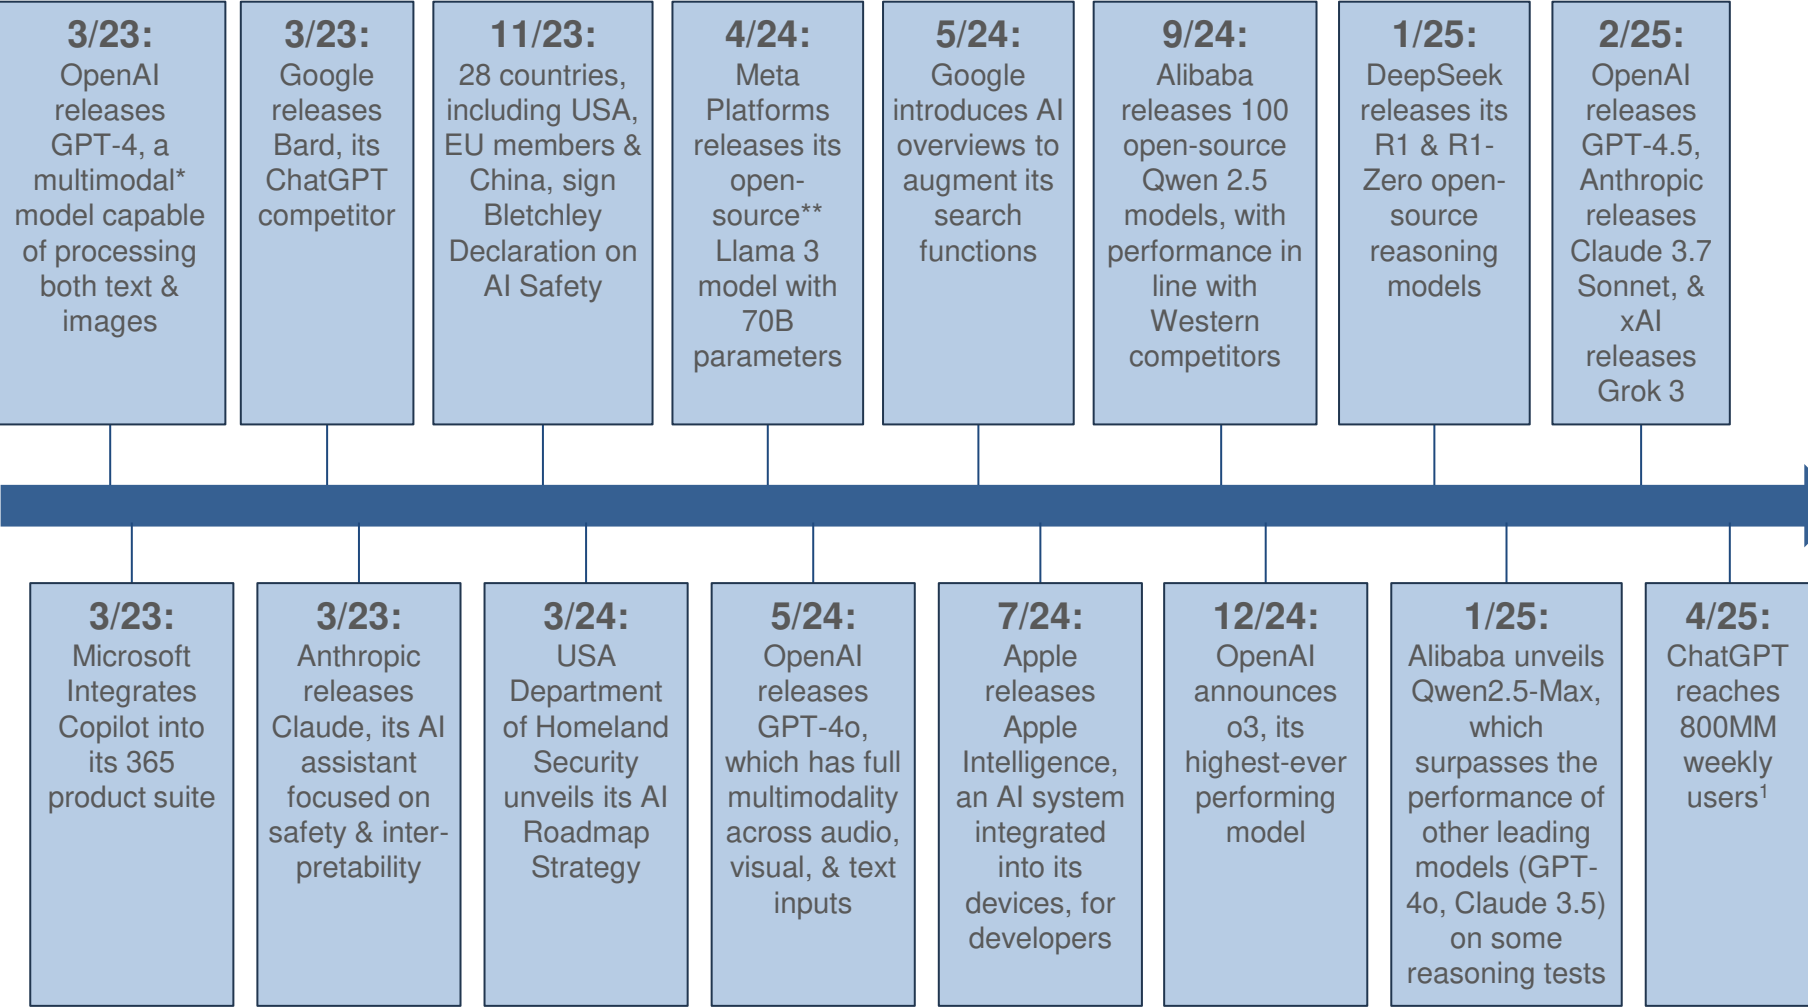 3/23:
OpenAI
releases
GPT-4, a
multimodal*
model capable
of processing
both text &
images
3/23:
Google
releases
Bard, its
ChatGPT
competitor
11/23:
28 countries,
including USA,
EU members &
China, sign
Bletchley
Declaration on
AI Safety
4/24:
Meta
Platforms
releases its
open-
source**
Llama 3
model with
70B
parameters
5/24:
Google
introduces AI
overviews to
augment its
search
functions
9/24:
Alibaba
releases 100
open-source
Qwen 2.5
models, with
performance in
line with
Western
competitors
1/25:
DeepSeek
releases its
R1 & R1-
Zero open-
source
reasoning
models
2/25:
OpenAI
releases
GPT-4.5,
Anthropic
releases
Claude 3.7
Sonnet, &
xAI
releases
Grok 3
3/23:
Microsoft
Integrates
Copilot into
its 365
product suite
3/23:
Anthropic
releases
Claude, its AI
assistant
focused on
safety & inter-
pretability
3/24:
USA
Department
of Homeland
Security
unveils its AI
Roadmap
Strategy
5/24:
OpenAI
releases
GPT-4o,
which has full
multimodality
across audio,
visual, & text
inputs
7/24:
Apple
releases
Apple
Intelligence,
an AI system
integrated
into its
devices, for
developers
12/24:
OpenAI
announces
o3, its
highest-ever
performing
model
1/25:
Alibaba unveils
Qwen2.5-Max,
which
surpasses the
performance of
other leading
models (GPT-
4o, Claude 3.5)
on some
reasoning tests
4/25:
ChatGPT
reaches
800MM
weekly
users1